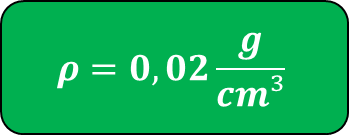 ρ = 0,02 g/cm³